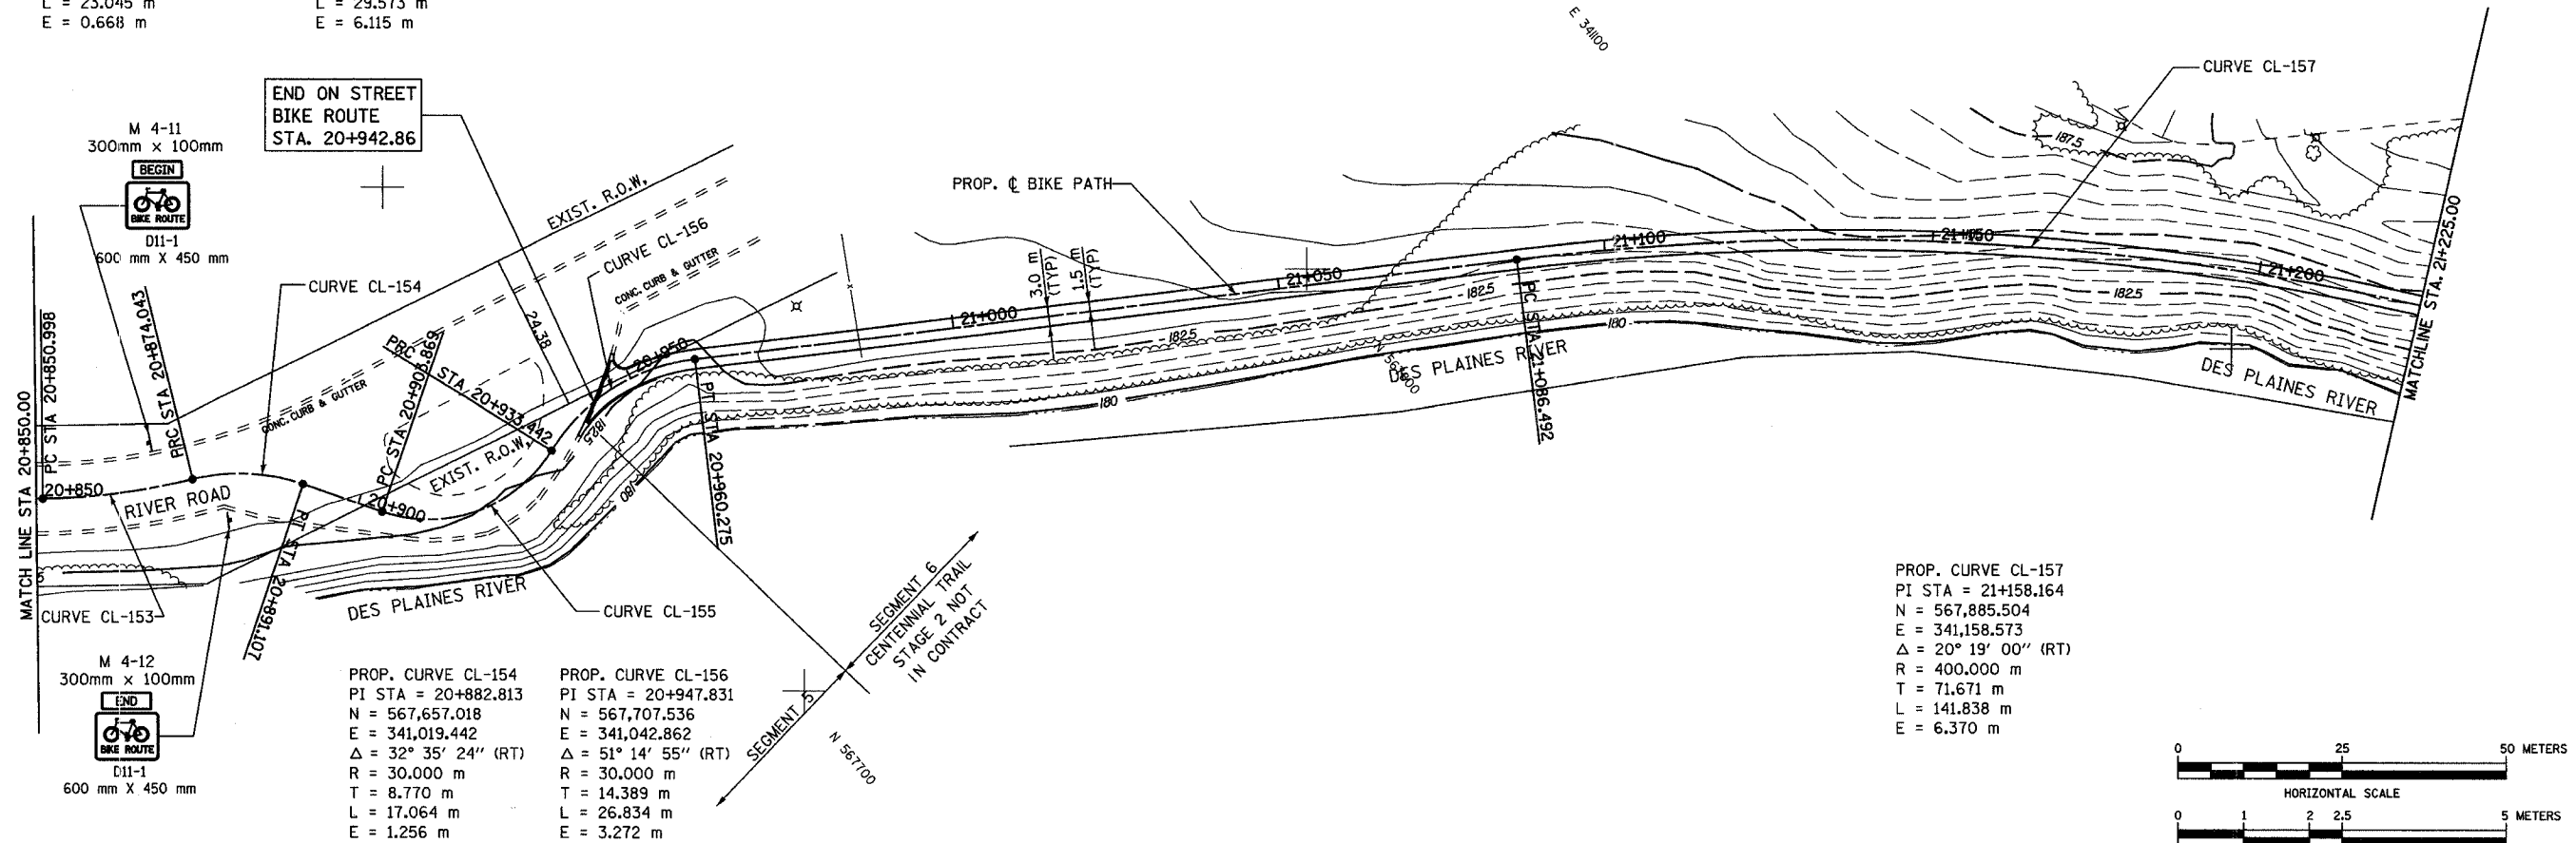 L = 23.045 m
E = 0.668 m
L = 29.573 m
E = 6.115 m
E 341100
CURVE CL-157
END ON STREET
BIKE ROUTE
STA. 20+942.86
M 4-11
300mm × 100mm
BEGIN
BIKE ROUTE
D11-1
600 mm X 450 mm
EXIST. R.O.W.
CURVE CL-156
CONC. CURB & GUTTER
PROP. ℄ BIKE PATH
187.5
CURVE CL-154
24.38
3.0 m
(TYP)
1.5 m
(TYP)
20+950
21+000
21+050
21+100
21+150
21+200
MATCHLINE STA. 21+225.00
182.5
182.5
182.5
182.5
180
180
180
DES PLAINES RIVER
DES PLAINES RIVER
PC STA 21+086.492
PT STA 20+960.275
PRC STA 20+933.442
PC STA 20+903.869
PRC STA 20+874.043
PC STA 20+850.998
MATCH LINE STA 20+850.00
CONC. CURB & GUTTER
EXIST. R.O.W.
20+850
RIVER ROAD
20+900
PT STA 20+891.107
DES PLAINES RIVER
CURVE CL-153
CURVE CL-155
M 4-12
300mm × 100mm
END
BIKE ROUTE
D11-1
600 mm X 450 mm
SEGMENT 6
CENTENNIAL TRAIL
STAGE 2 NOT
IN CONTRACT
SEGMENT 5
N 567700
PROP. CURVE CL-154
PI STA = 20+882.813
N = 567,657.018
E = 341,019.442
Δ = 32° 35' 24'' (RT)
R = 30.000 m
T = 8.770 m
L = 17.064 m
E = 1.256 m
PROP. CURVE CL-156
PI STA = 20+947.831
N = 567,707.536
E = 341,042.862
Δ = 51° 14' 55'' (RT)
R = 30.000 m
T = 14.389 m
L = 26.834 m
E = 3.272 m
PROP. CURVE CL-157
PI STA = 21+158.164
N = 567,885.504
E = 341,158.573
Δ = 20° 19' 00'' (RT)
R = 400.000 m
T = 71.671 m
L = 141.838 m
E = 6.370 m
0 25 50 METERS
HORIZONTAL SCALE
0 1 2 2.5 5 METERS